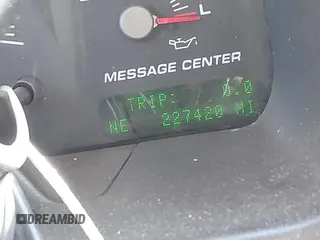 L
MESSAGE CENTER
TRIP: 0.0
NE 227420 MI
DREAMBID